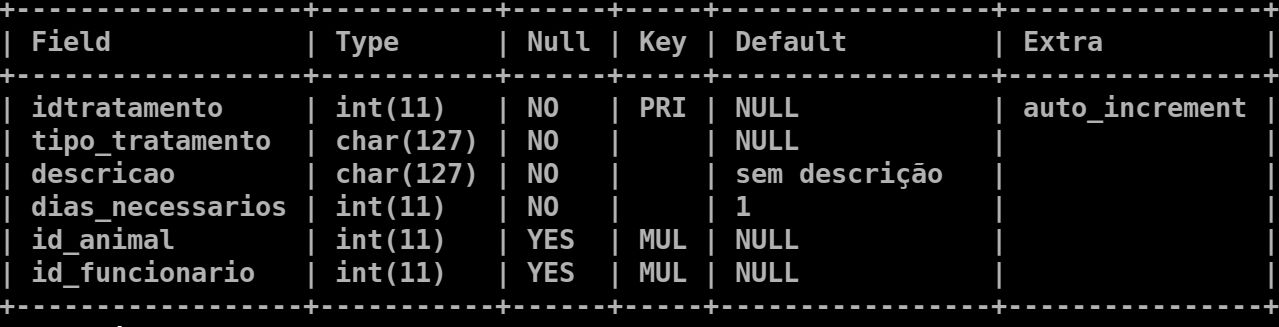 +------------------+-----------+------+-----+-----------------+----------------+
| Field            | Type      | Null | Key | Default         | Extra          |
+------------------+-----------+------+-----+-----------------+----------------+
| idtratamento     | int(11)   | NO   | PRI | NULL            | auto_increment |
| tipo_tratamento  | char(127) | NO   |     | NULL            |                |
| descricao        | char(127) | NO   |     | sem descrição   |                |
| dias_necessarios | int(11)   | NO   |     | 1               |                |
| id_animal        | int(11)   | YES  | MUL | NULL            |                |
| id_funcionario   | int(11)   | YES  | MUL | NULL            |                |
+------------------+-----------+------+-----+-----------------+----------------+